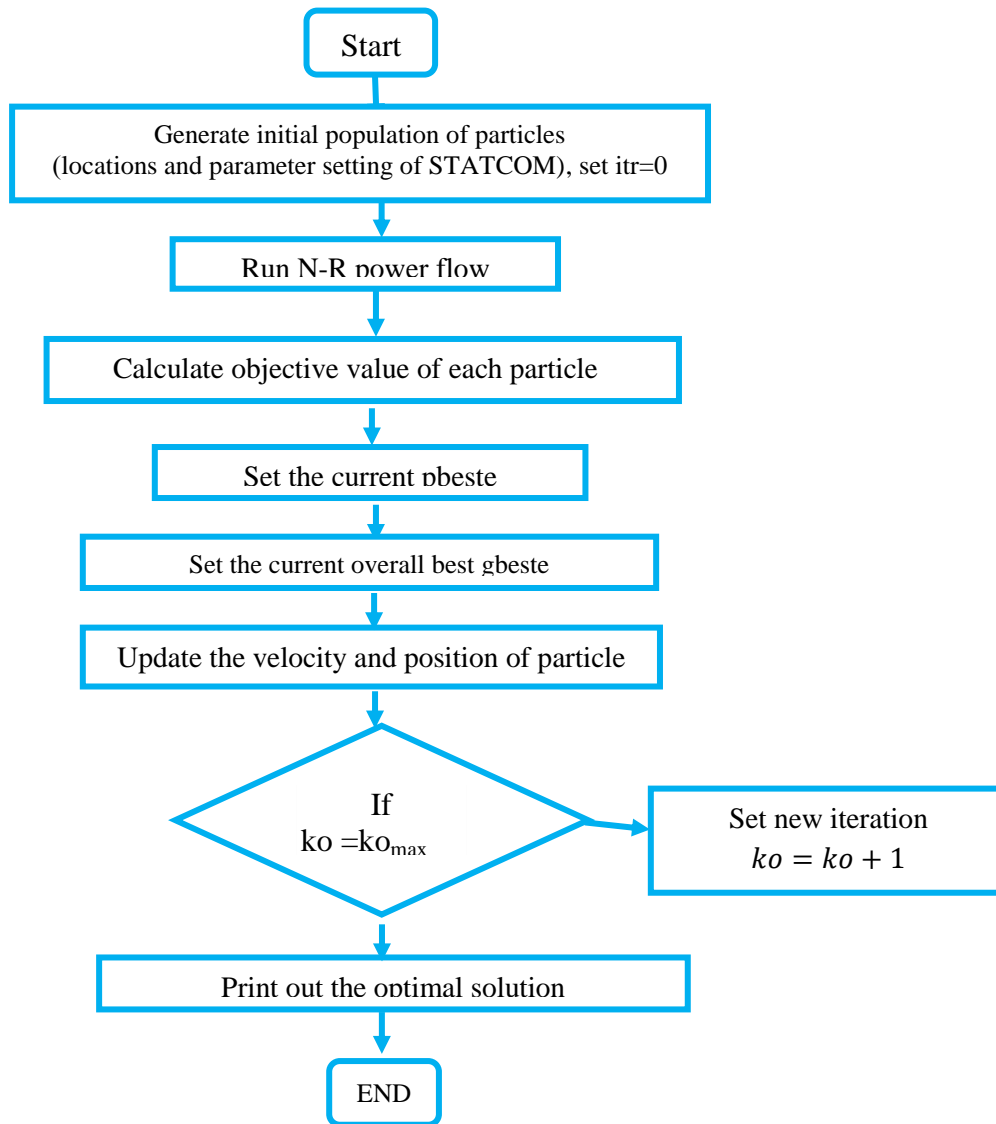 Start
Generate initial population of particles
(locations and parameter setting of STATCOM), set itr=0
Run N-R power flow
Calculate objective value of each particle
Set the current pbeste
Set the current overall best gbeste
Update the velocity and position of particle
If
ko =ko_max
Set new iteration
ko = ko + 1
Print out the optimal solution
END